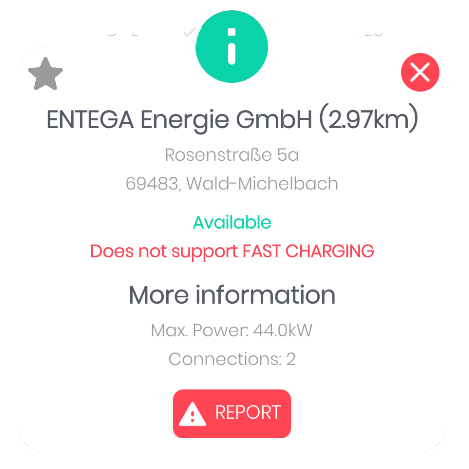 ENTEGA Energie GmbH (2.97km)
Rosenstraße 5a
69483, Wald-Michelbach
Available
Does not support FAST CHARGING
More information
Max. Power: 44.0kW
Connections: 2
REPORT